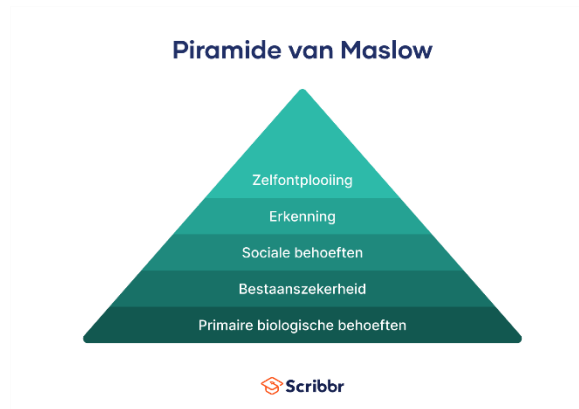 Piramide van Maslow
Zelfontplooiing
Erkenning
Sociale behoeften
Bestaanszekerheid
Primaire biologische behoeften
Scribbr